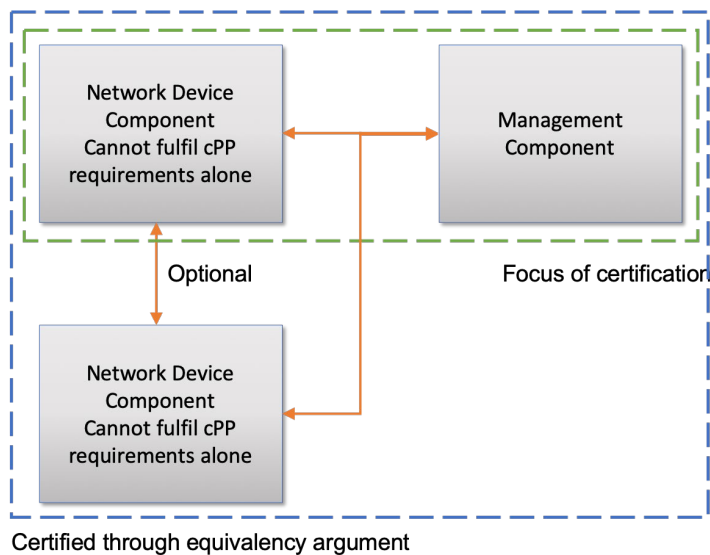 Network Device
Component
Cannot fulfil cPP
requirements alone
Management
Component
Optional
Focus of certification
Network Device
Component
Cannot fulfil cPP
requirements alone
Certified through equivalency argument